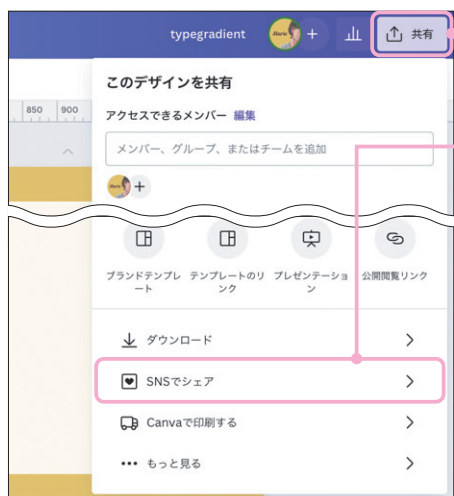 typegradient
Marie
+
共有
850 900
このデザインを共有
アクセスできるメンバー 編集
メンバー、グループ、またはチームを追加
+
ブランドテンプレ
ート
テンプレートのリ
ンク
プレゼンテーショ
ン
公開閲覧リンク
ダウンロード
SNSでシェア
Canvaで印刷する
もっと見る